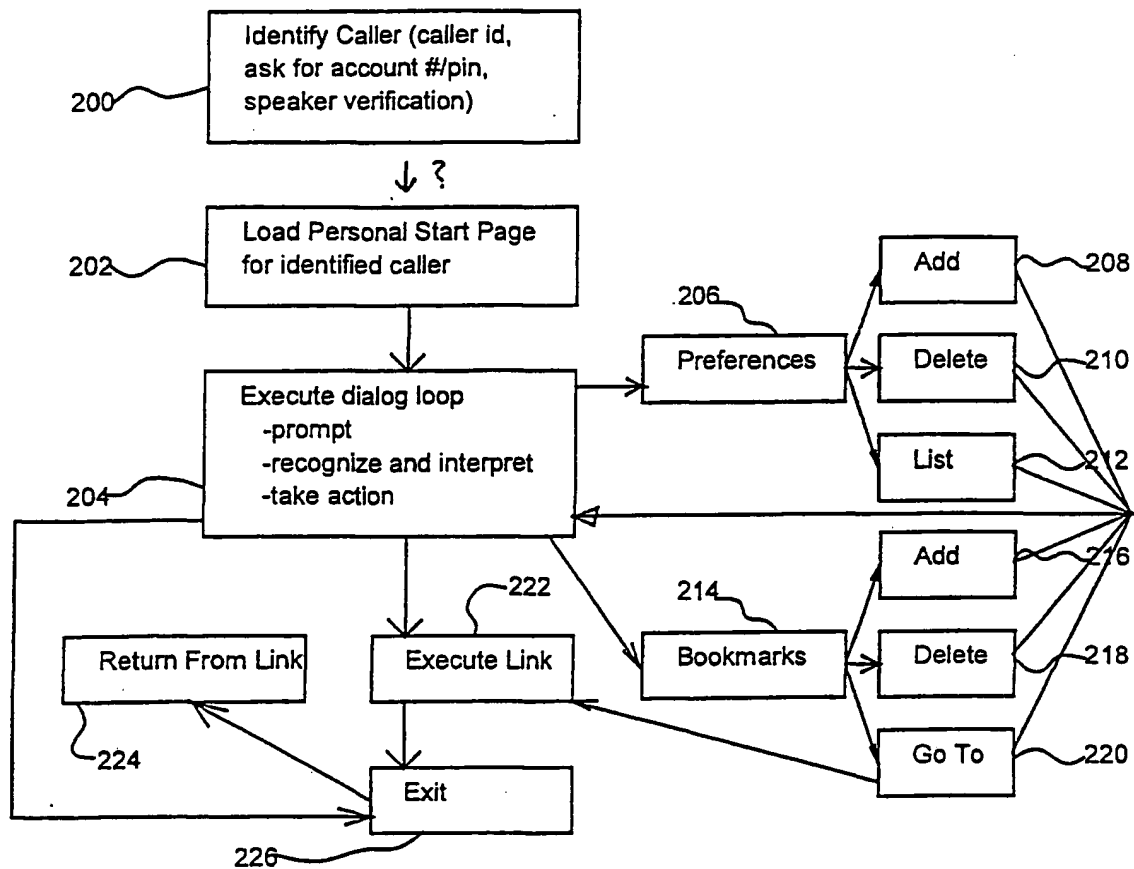 Identify Caller (caller id,
ask for account #/pin,
speaker verification)
200
?
Load Personal Start Page
for identified caller
202
Add
208
206
Preferences
Delete
210
Execute dialog loop
-prompt
-recognize and interpret
-take action
204
List
212
Add
216
222
214
Return From Link
Execute Link
Bookmarks
Delete
218
224
Go To
220
Exit
226